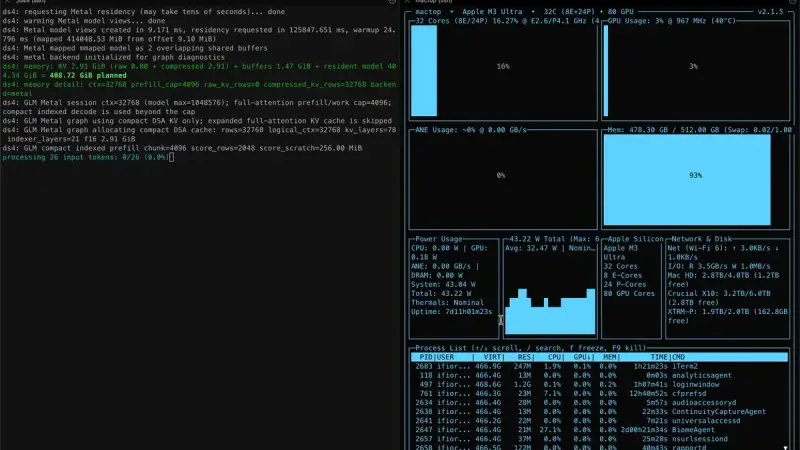 ds4: requesting Metal residency (may take tens of seconds)... done
ds4: warming Metal model views... done
ds4: Metal model views created in 9.171 ms, residency requested in 125847.651 ms, warmup 24.
796 ms (mapped 414048.53 MiB from offset 9.10 MiB)
ds4: Metal mapped mmaped model as 2 overlapping shared buffers
ds4: metal backend initialized for graph diagnostics
ds4: memory: KV 2.91 GiB (raw 0.00 + compressed 2.91) + buffers 1.47 GiB + resident model 40
4.34 GiB = 408.72 GiB planned
ds4: memory detail: ctx=32768 prefill_cap=4096 raw_kv_rows=0 compressed_kv_rows=32768 backen
d=metal
ds4: GLM Metal session ctx=32768 (model max=1048576); full-attention prefill/work cap=4096;
compact indexed decode is used beyond the cap
ds4: GLM Metal graph using compact DSA KV only; expanded full-attention KV cache is skipped
ds4: GLM Metal graph allocating compact DSA cache: rows=32768 logical_ctx=32768 kv_layers=78
indexer_layers=21 f16 2.91 GiB
ds4: GLM compact indexed prefill chunk=4096 score_rows=2048 score_scratch=256.00 MiB
processing 26 input tokens: 0/26 (0.0%)
mactop • Apple M3 Ultra • 32C (8E+24P) • 80 GPU v2.1.5
32 Cores (8E/24P) 16.27% @ E2.6/P4.1 GHz (4
GPU Usage: 3% @ 967 MHz (40°C)
16%
3%
ANE Usage: ~0% @ 0.00 GB/s
Mem: 478.30 GB / 512.00 GB (Swap: 0.02/1.00
0%
93%
Power Usage
CPU: 0.00 W | GPU:
0.18 W
ANE: 0.00 GB/s |
DRAM: 0.00 W
System: 43.04 W
Total: 43.22 W
Thermals: Nominal
Uptime: 7d11h01m23s
43.22 W Total (Max: 6
Avg: 32.47 W | Nomin…
Apple Silicon
Apple M3
Ultra
32 Cores
8 E-Cores
24 P-Cores
80 GPU Cores
Network & Disk
Net (Wi-Fi 6): ↑ 3.0KB/s ↓
1.0KB/s
I/O: R 3.5GB/s W 1.0MB/s
Mac HD: 2.8TB/4.0TB (1.2TB
free)
Crucial X10: 3.2TB/6.0TB
(2.8TB free)
XTRM-P: 1.9TB/2.0TB (162.8GB
free)
Process List (↑/↓ scroll, / search, f freeze, F9 kill)
PID|USER | VIRT| RES| CPU| GPU↓| MEM| TIME|CMD
2683 ifior... 466.9G 247M 1.9% 0.1% 0.0% 1h21m23s iTerm2
118 ifior... 466.4G 13M 0.0% 0.0% 0.0% 0m03s analyticsagent
497 ifior... 468.6G 1.2G 0.1% 0.0% 0.2% 1h07m41s loginwindow
761 ifior... 466.3G 23M 7.1% 0.0% 0.0% 12h40m52s cfprefsd
2634 ifior... 466.4G 28M 0.0% 0.0% 0.0% 5m57s audioaccessoryd
2638 ifior... 466.4G 13M 0.0% 0.0% 0.0% 22m33s ContinuityCaptureAgent
2642 ifior... 466.2G 22M 0.0% 0.0% 0.0% 7m21s universalaccessd
2647 ifior... 466.5G 21M 27.1% 0.0% 0.0% 2d00h21m34s BiomeAgent
2657 ifior... 466.4G 37M 0.0% 0.0% 0.0% 25m28s nsurlsessiond
2658 ifior... 466.5G 122M 0.0% 0.0% 0.0% 40m43s rapportd